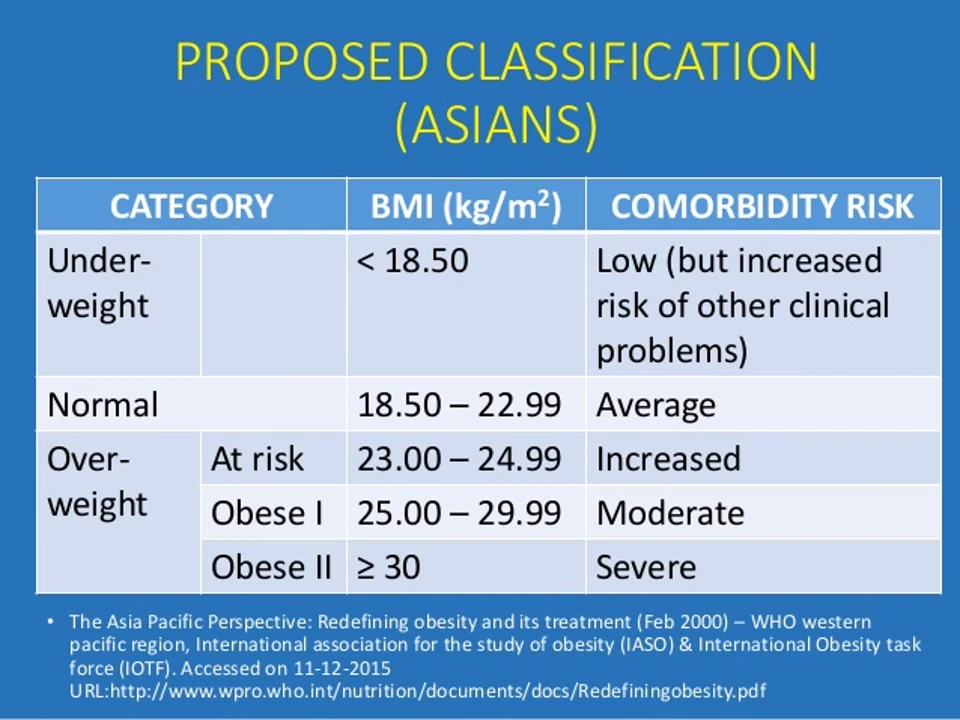 PROPOSED CLASSIFICATION
(ASIANS)
CATEGORY BMI (kg/m²) COMORBIDITY RISK
Under- < 18.50 Low (but increased
weight risk of other clinical
problems)
Normal 18.50 – 22.99 Average
Over- At risk 23.00 – 24.99 Increased
weight Obese I 25.00 – 29.99 Moderate
Obese II ≥ 30 Severe
• The Asia Pacific Perspective: Redefining obesity and its treatment (Feb 2000) – WHO western
pacific region, International association for the study of obesity (IASO) & International Obesity task
force (IOTF). Accessed on 11-12-2015
URL:http://www.wpro.who.int/nutrition/documents/docs/Redefiningobesity.pdf